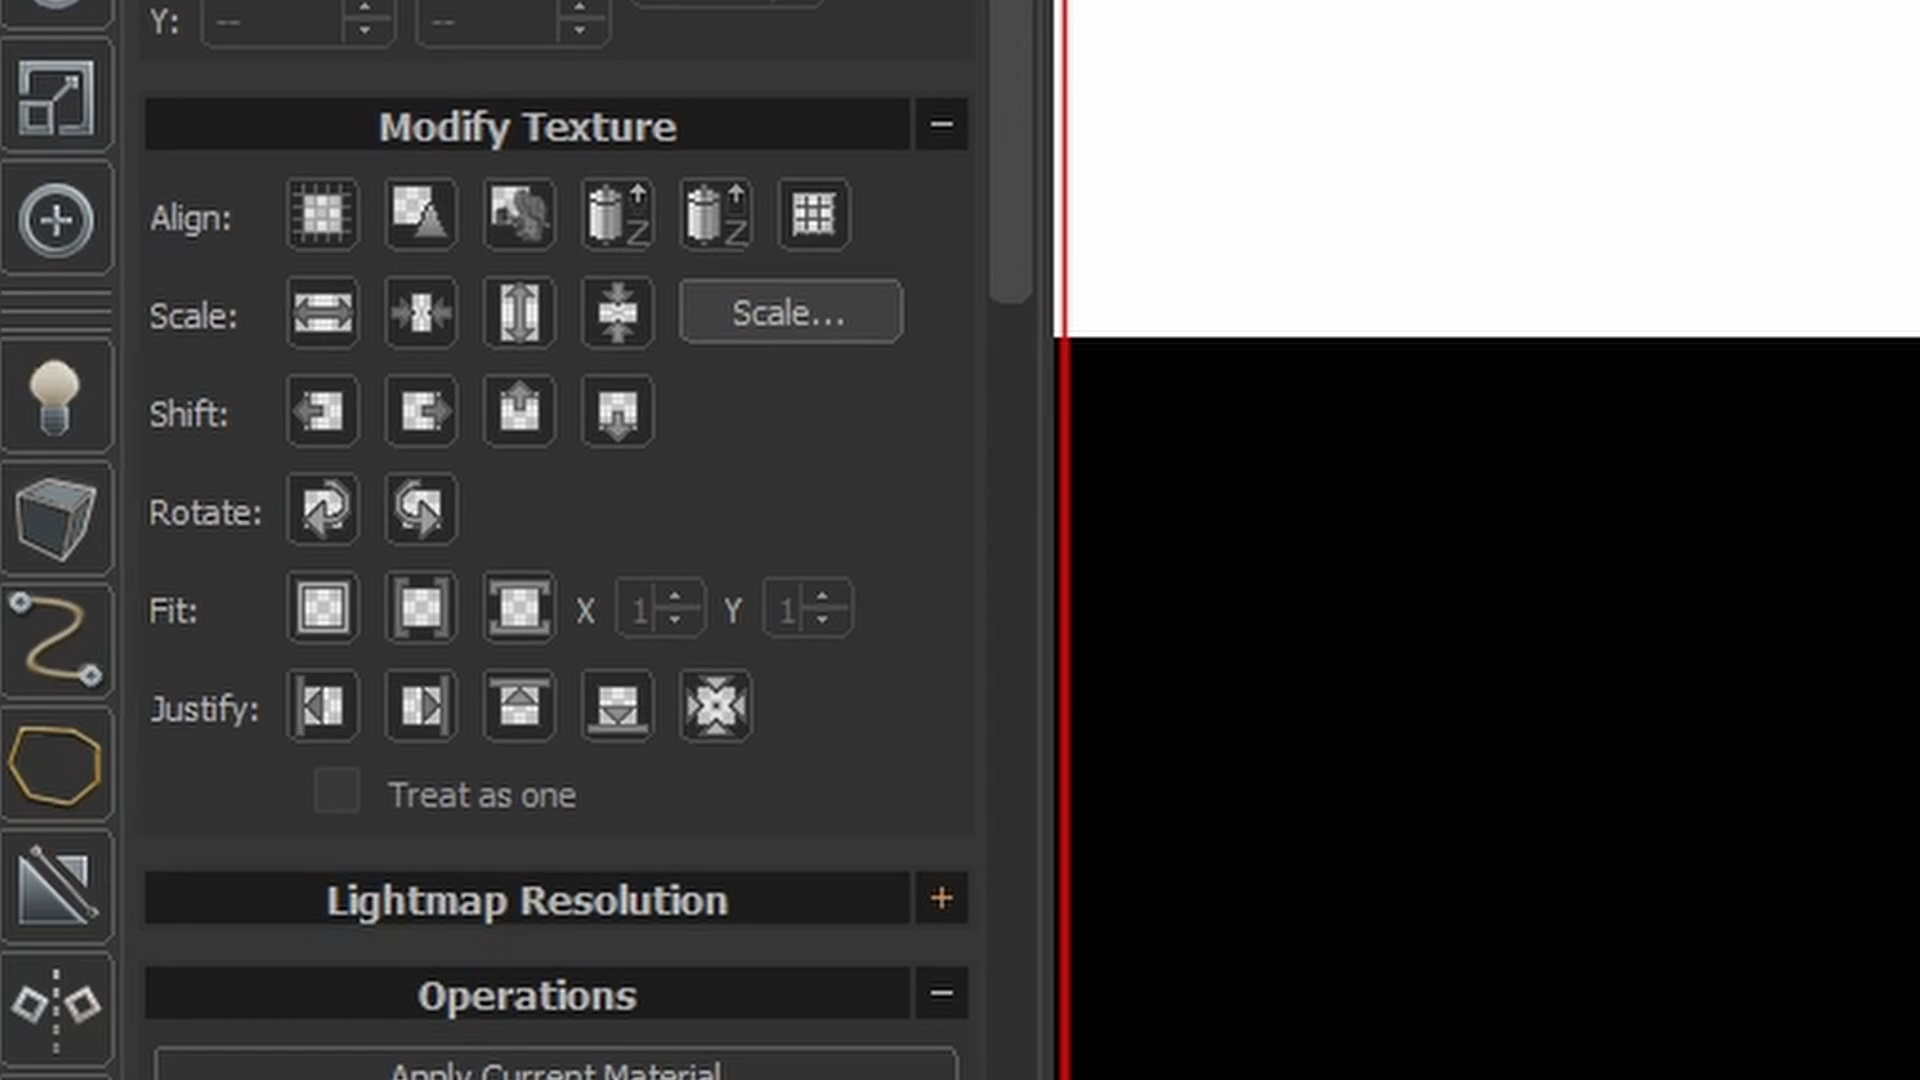 Y: -- --
Modify Texture −
Align: Z Z
Scale: Scale...
Shift:
Rotate:
Fit: X 1 Y 1
Justify:
Treat as one
Lightmap Resolution +
Operations −
Apply Current Material